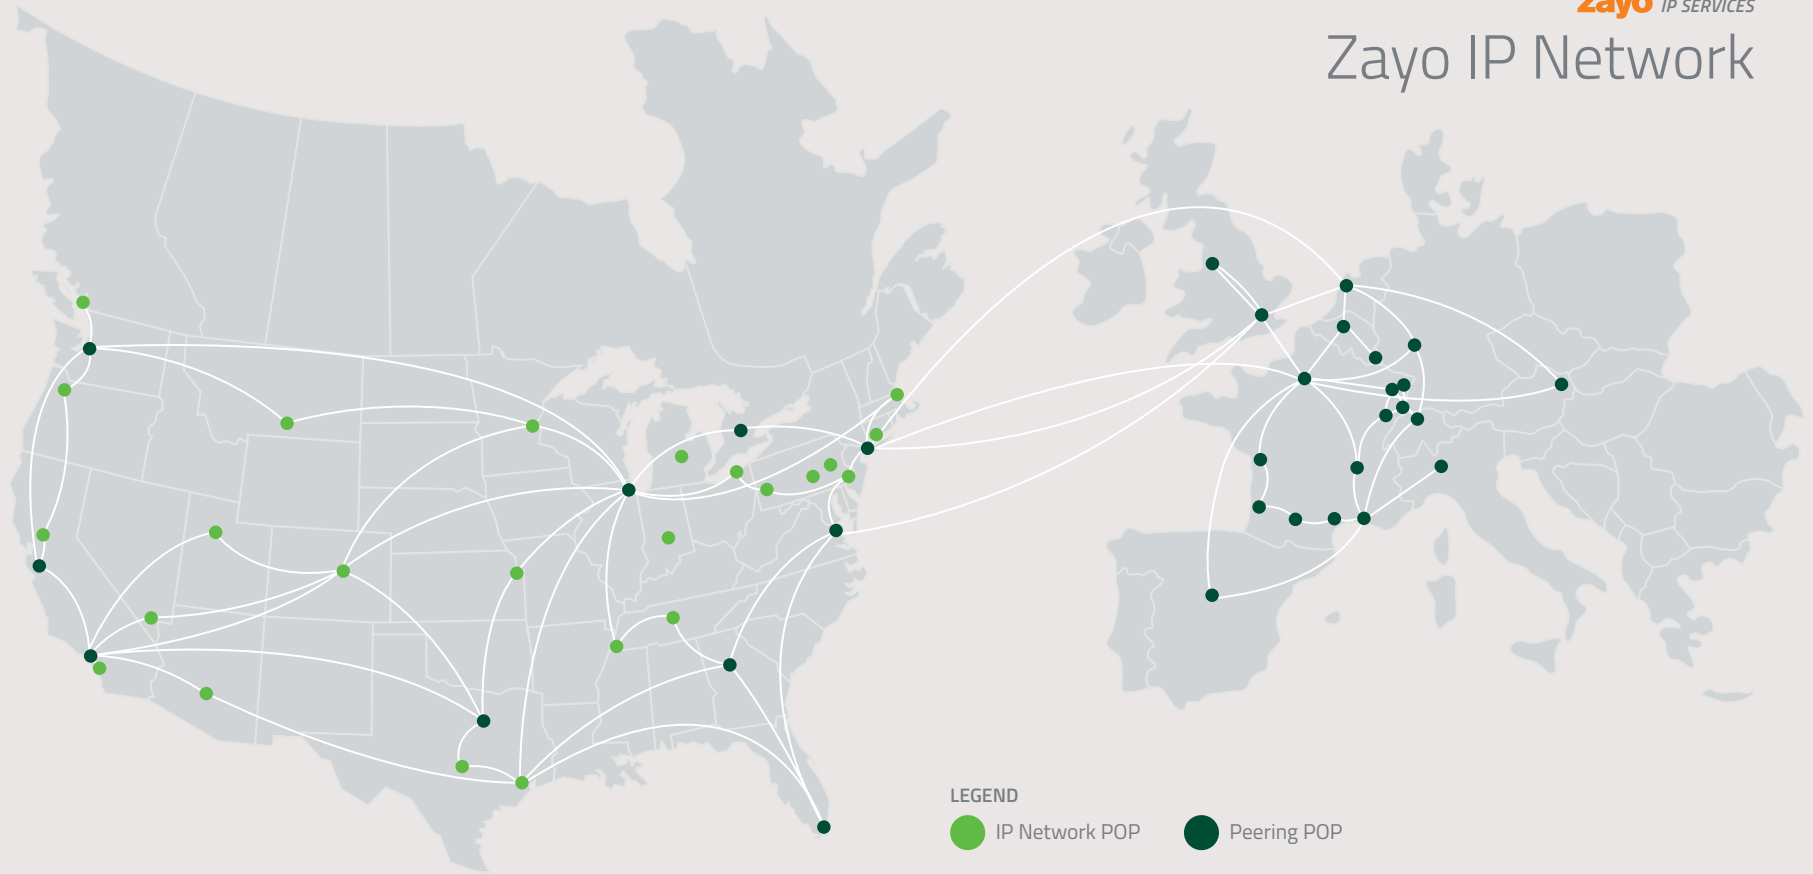 zayo IP SERVICES
Zayo IP Network
LEGEND
IP Network POP
Peering POP